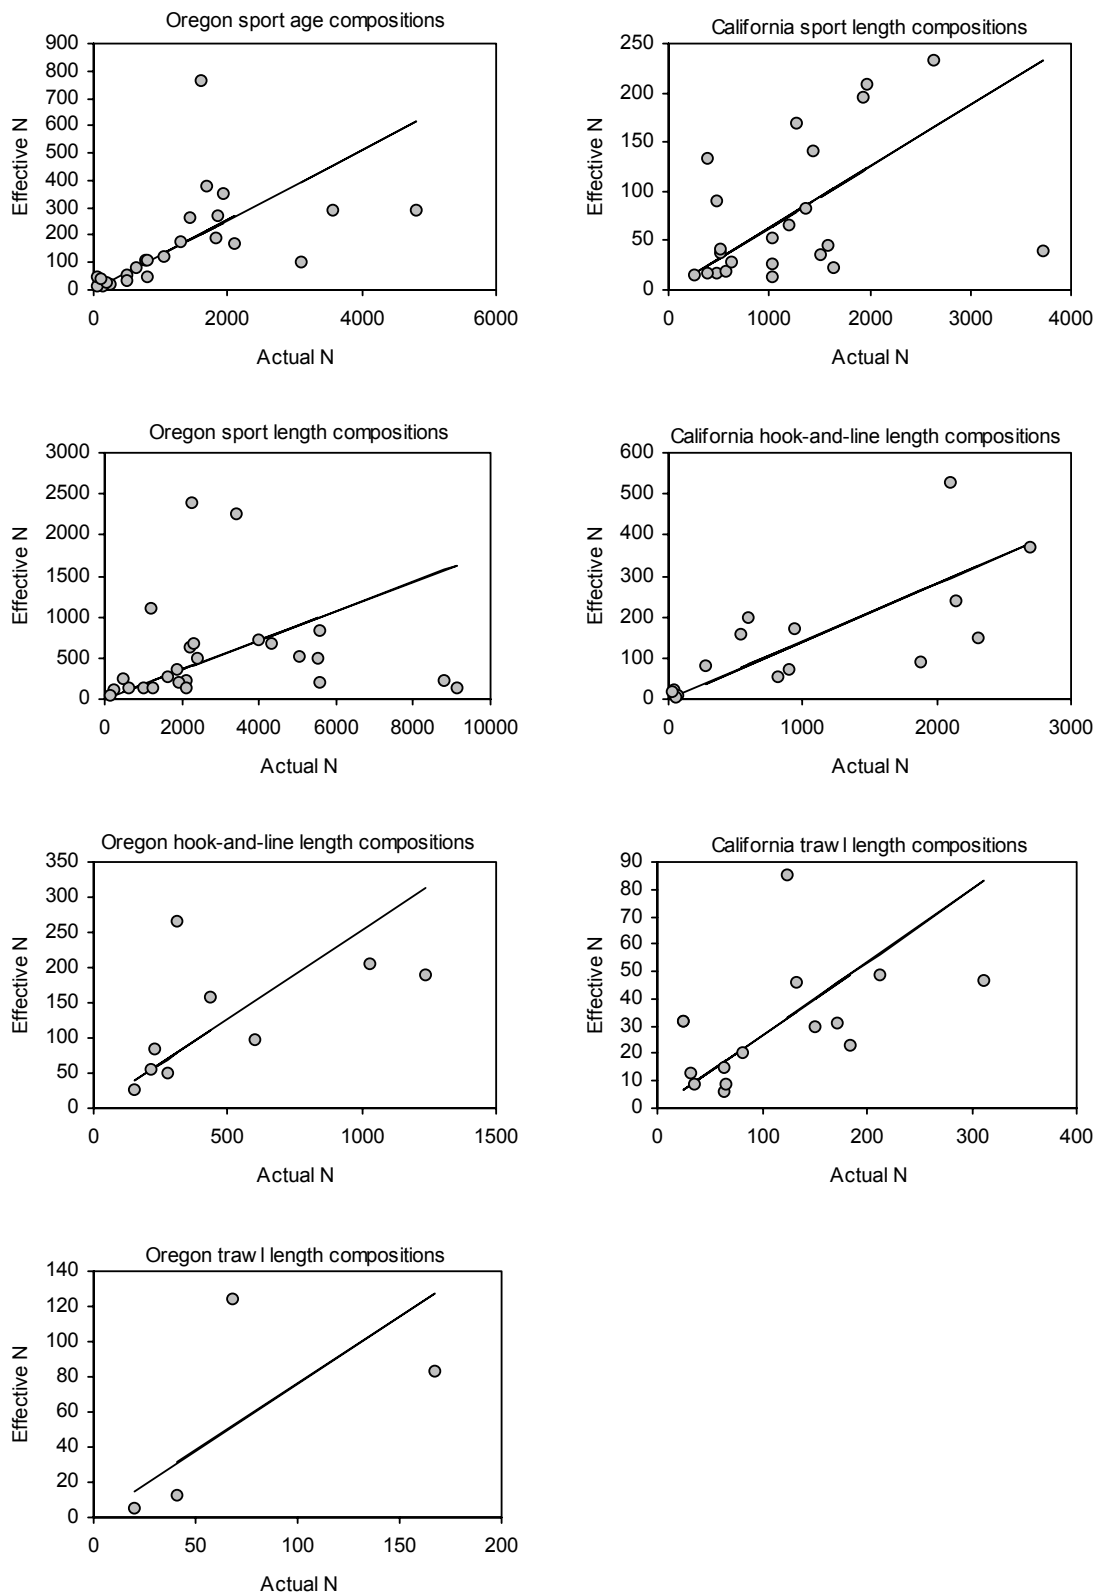 Oregon sport age compositions
900
800
700
600
500
400
300
200
100
0
Effective N
0 2000 4000 6000
Actual N
California sport length compositions
250
200
150
100
50
0
Effective N
0 1000 2000 3000 4000
Actual N
Oregon sport length compositions
3000
2500
2000
1500
1000
500
0
Effective N
0 2000 4000 6000 8000 10000
Actual N
California hook-and-line length compositions
600
500
400
300
200
100
0
Effective N
0 1000 2000 3000
Actual N
Oregon hook-and-line length compositions
350
300
250
200
150
100
50
0
Effective N
0 500 1000 1500
Actual N
California trawl length compositions
90
80
70
60
50
40
30
20
10
0
Effective N
0 100 200 300 400
Actual N
Oregon trawl length compositions
140
120
100
80
60
40
20
0
Effective N
0 50 100 150 200
Actual N